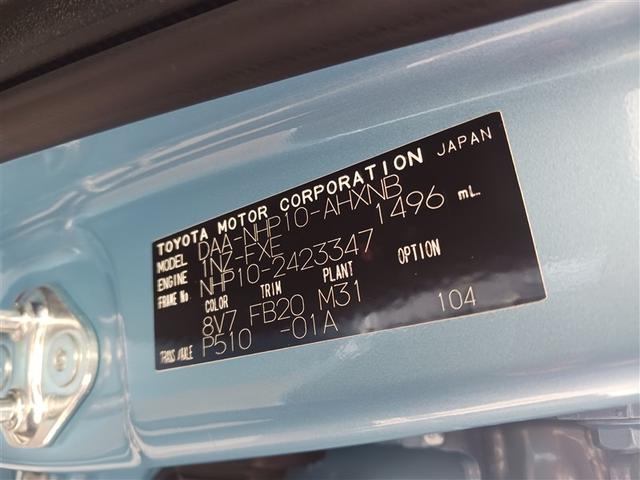 TOYOTA MOTOR CORPORATION JAPAN
MODEL DAA-NHP10-AHXNB
ENGINE 1NZ-FXE 1496 mL
FRAME No. NHP10-2423347
COLOR TRIM PLANT OPTION
8V7 FB20 M31
TRANS/AXLE P510 -01A 104